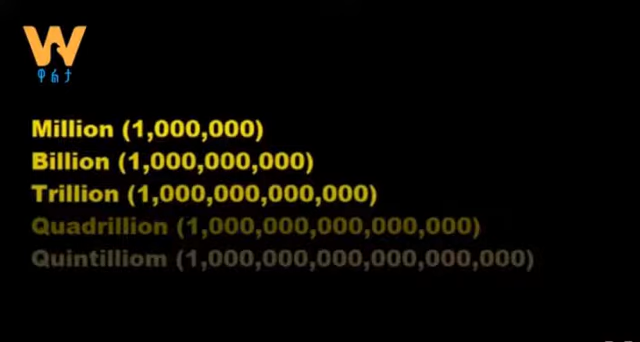 W
ዋልታ
Million (1,000,000)
Billion (1,000,000,000)
Trillion (1,000,000,000,000)
Quadrillion (1,000,000,000,000,000)
Quintilliom (1,000,000,000,000,000,000)